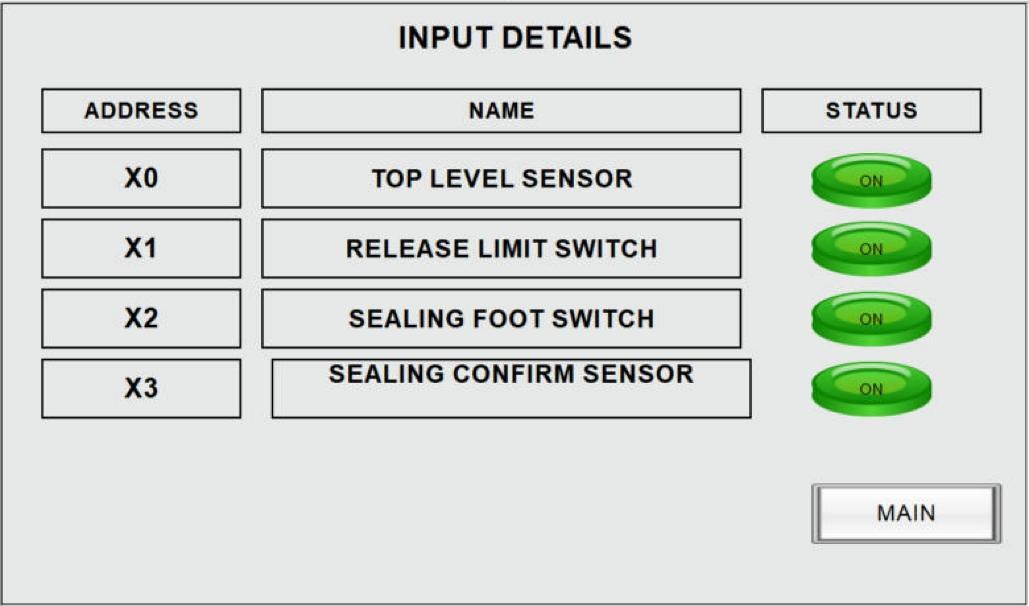 INPUT DETAILS
ADDRESS NAME STATUS
X0 TOP LEVEL SENSOR ON
X1 RELEASE LIMIT SWITCH ON
X2 SEALING FOOT SWITCH ON
X3 SEALING CONFIRM SENSOR ON
MAIN